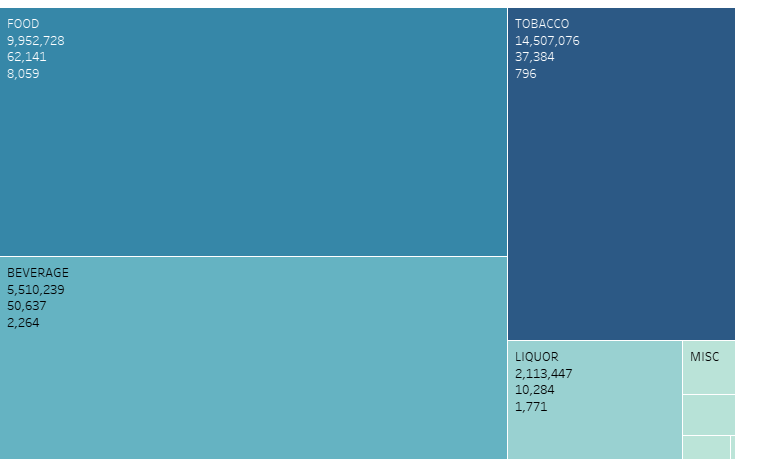 FOOD
9,952,728
62,141
8,059
TOBACCO
14,507,076
37,384
796
BEVERAGE
5,510,239
50,637
2,264
LIQUOR
2,113,447
10,284
1,771
MISC